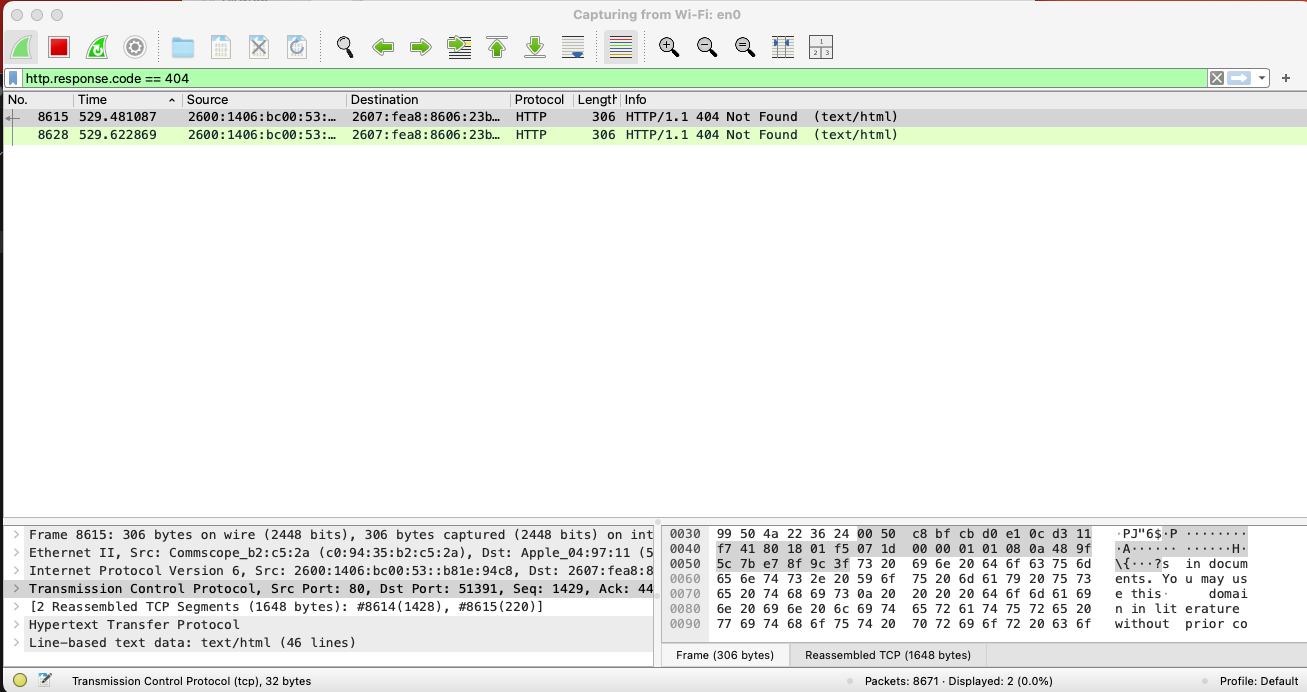 Capturing from Wi-Fi: en0
http.response.code == 404
No. Time Source Destination Protocol Length Info
8615 529.481087 2600:1406:bc00:53:… 2607:fea8:8606:23b… HTTP 306 HTTP/1.1 404 Not Found (text/html)
8628 529.622869 2600:1406:bc00:53:… 2607:fea8:8606:23b… HTTP 306 HTTP/1.1 404 Not Found (text/html)
Frame 8615: 306 bytes on wire (2448 bits), 306 bytes captured (2448 bits) on int
Ethernet II, Src: Commscope_b2:c5:2a (c0:94:35:b2:c5:2a), Dst: Apple_04:97:11 (5
Internet Protocol Version 6, Src: 2600:1406:bc00:53::b81e:94c8, Dst: 2607:fea8:8
Transmission Control Protocol, Src Port: 80, Dst Port: 51391, Seq: 1429, Ack: 44
[2 Reassembled TCP Segments (1648 bytes): #8614(1428), #8615(220)]
Hypertext Transfer Protocol
Line-based text data: text/html (46 lines)
0030 99 50 4a 22 36 24 00 50 c8 bf cb d0 e1 0c d3 11 ·PJ"6$·P ········
0040 f7 41 80 18 01 f5 07 1d 00 00 01 01 08 0a 48 9f ·A······ ······H·
0050 5c 7b e7 8f 9c 3f 73 20 69 6e 20 64 6f 63 75 6d \{···?s in docum
0060 65 6e 74 73 2e 20 59 6f 75 20 6d 61 79 20 75 73 ents. Yo u may us
0070 65 20 74 68 69 73 0a 20 20 20 20 64 6f 6d 61 69 e this· domai
0080 6e 20 69 6e 20 6c 69 74 65 72 61 74 75 72 65 20 n in lit erature
0090 77 69 74 68 6f 75 74 20 70 72 69 6f 72 20 63 6f without prior co
Frame (306 bytes) Reassembled TCP (1648 bytes)
Transmission Control Protocol (tcp), 32 bytes Packets: 8671 · Displayed: 2 (0.0%) Profile: Default